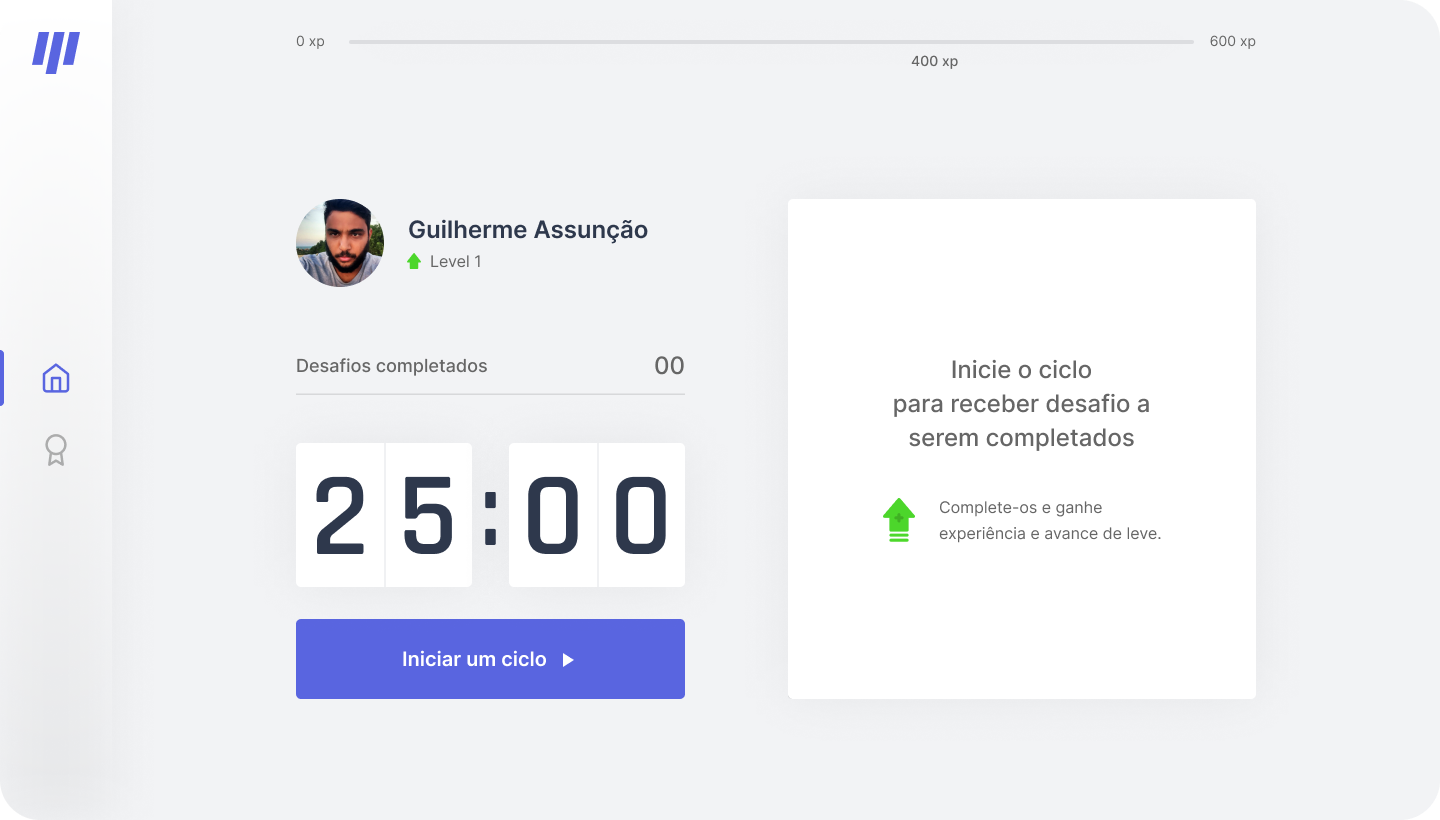 0 xp
600 xp
400 xp
Guilherme Assunção
Level 1
Desafios completados
00
25:00
Iniciar um ciclo
Inicie o ciclo
para receber desafio a
serem completados
Complete-os e ganhe
experiência e avance de leve.